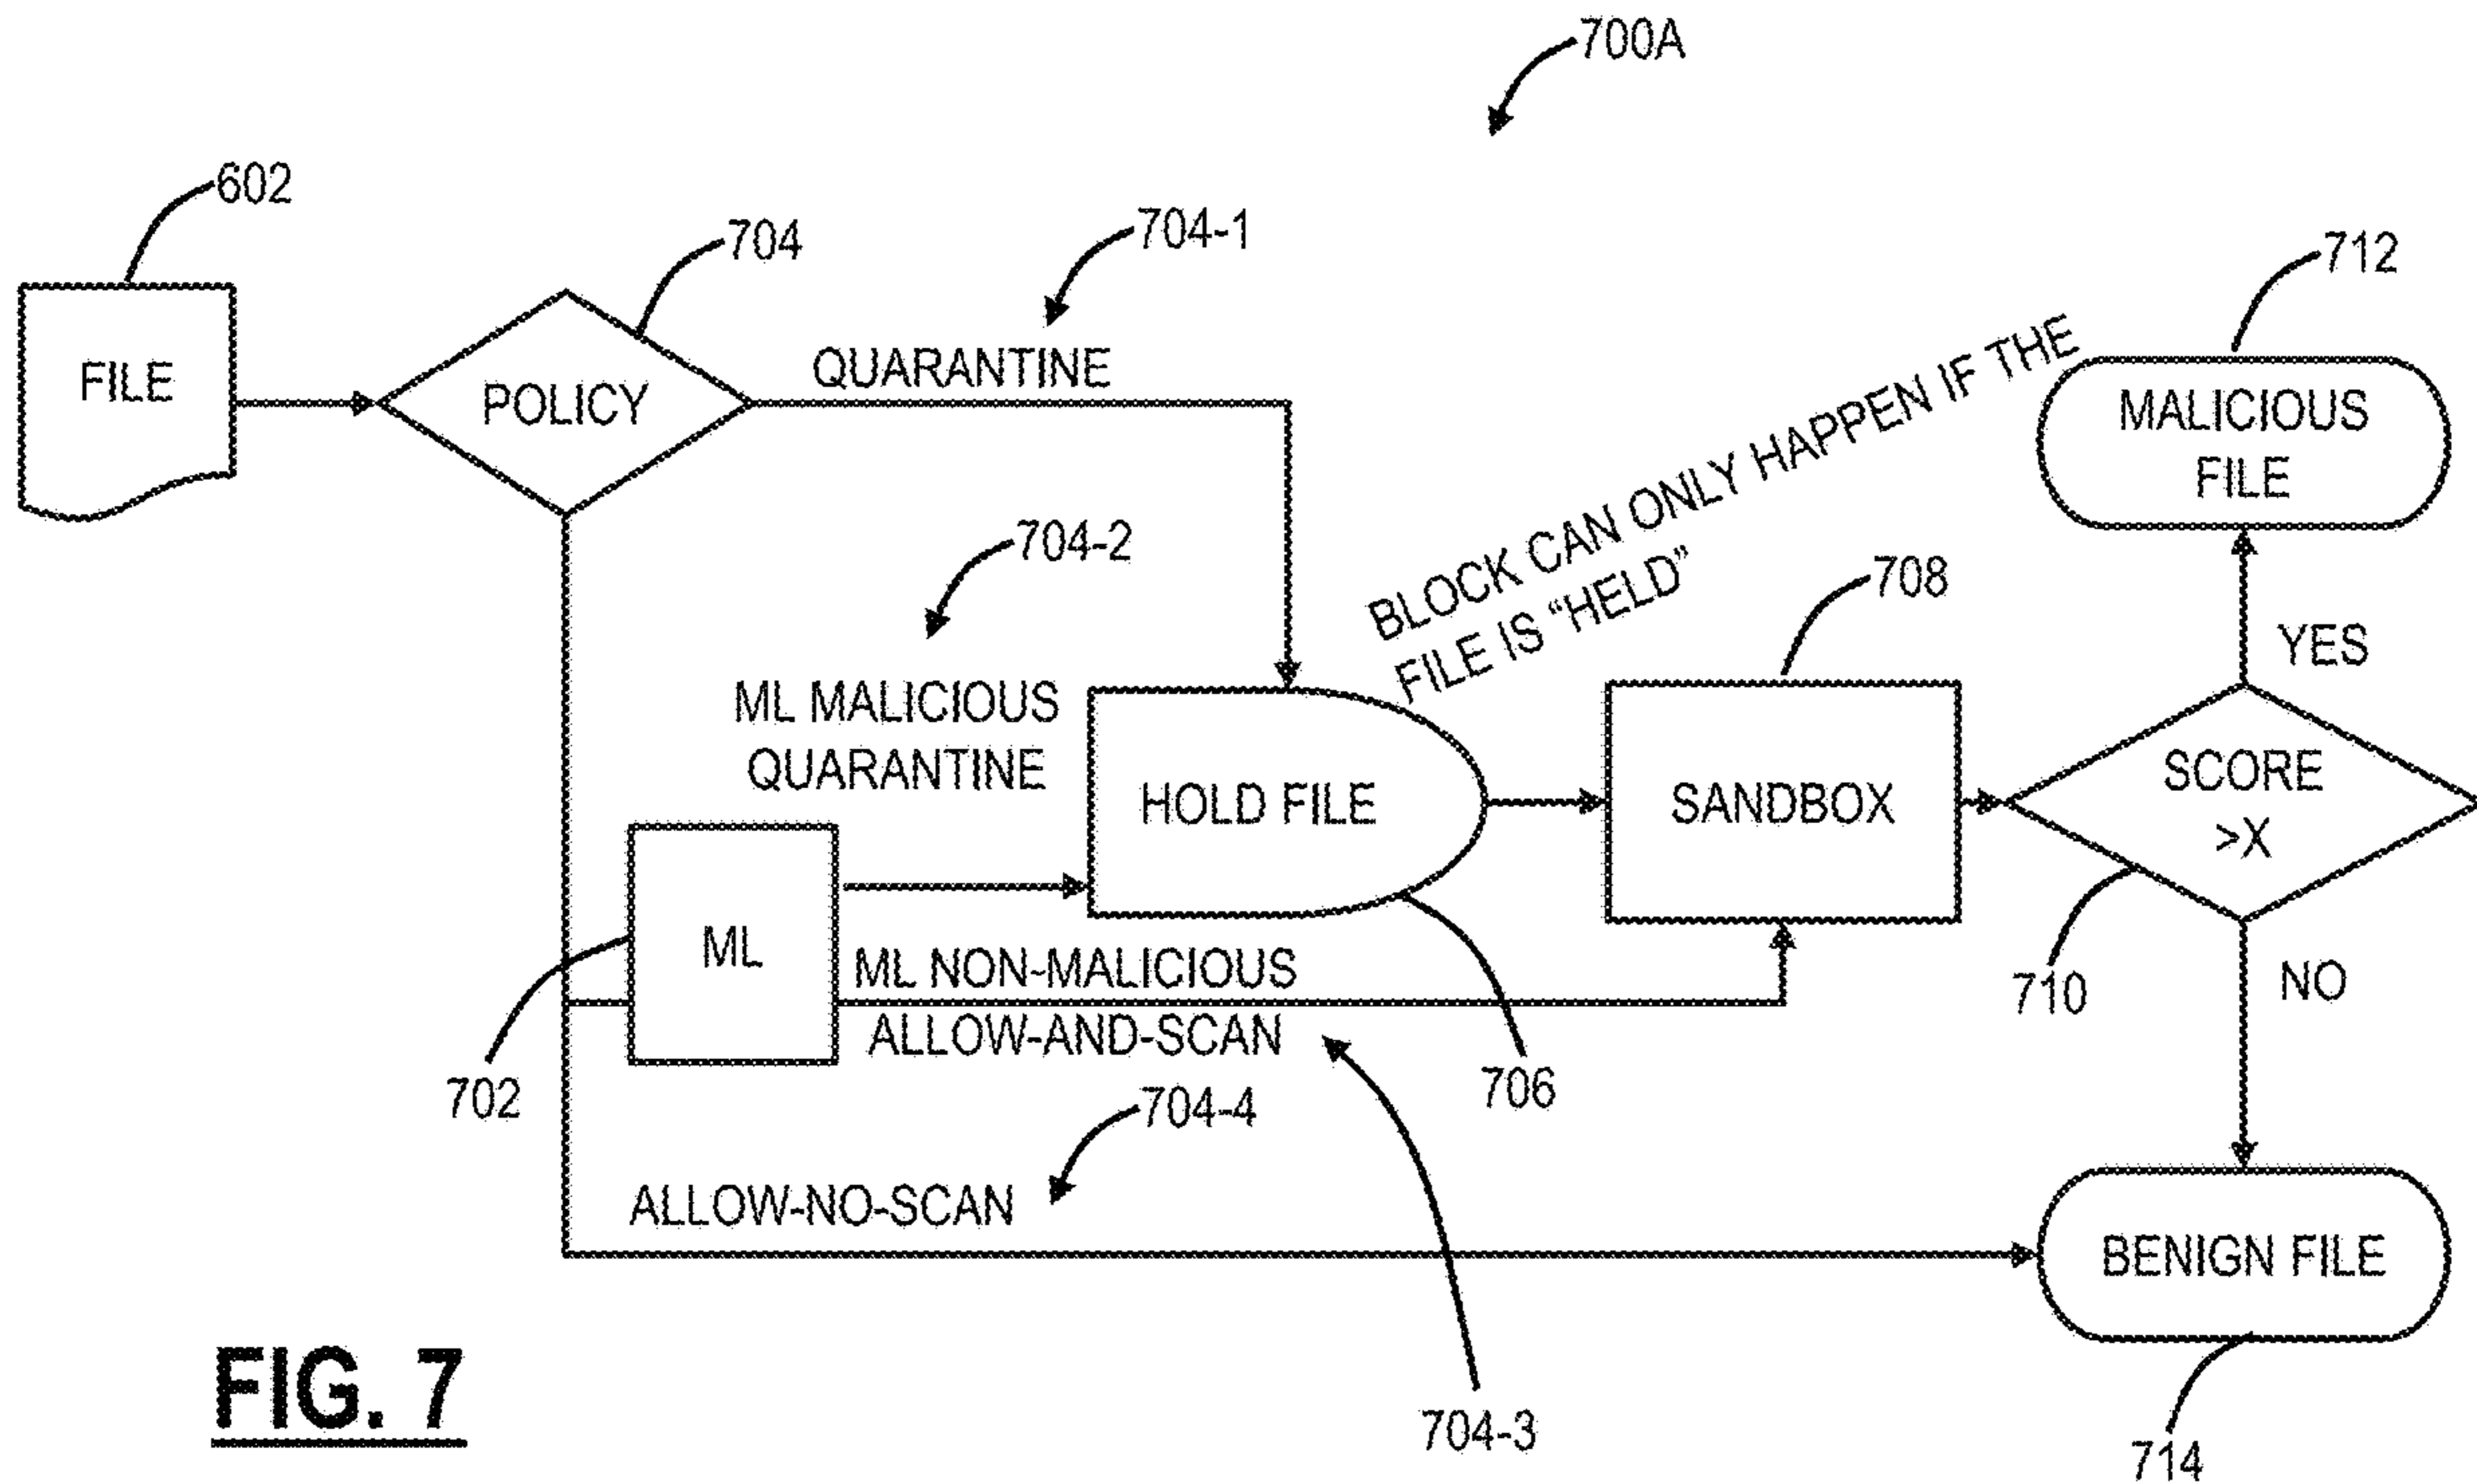 700A
602
704
704-1
712
FILE
POLICY
QUARANTINE
BLOCK CAN ONLY HAPPEN IF THE
FILE IS “HELD”
MALICIOUS
FILE
704-2
708
YES
ML MALICIOUS
QUARANTINE
HOLD FILE
SANDBOX
SCORE
>X
ML
ML NON-MALICIOUS
ALLOW-AND-SCAN
710
NO
702
706
704-4
ALLOW-NO-SCAN
BENIGN FILE
FIG. 7
704-3
714